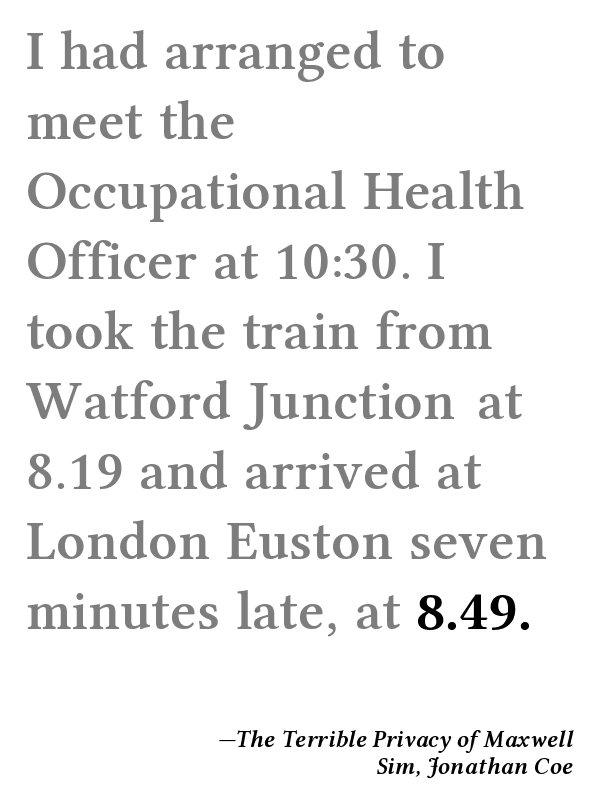 I had arranged to
meet the
Occupational Health
Officer at 10:30. I
took the train from
Watford Junction at
8.19 and arrived at
London Euston seven
minutes late, at 8.49.
—The Terrible Privacy of Maxwell
Sim, Jonathan Coe